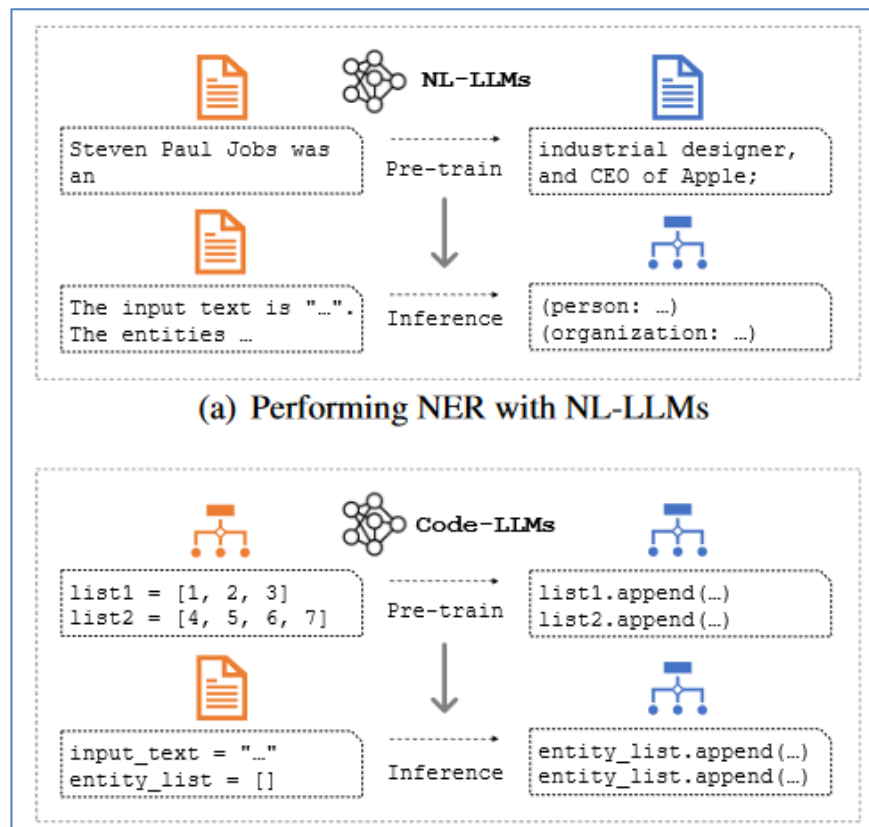 NL-LLMs
Steven Paul Jobs was
an
Pre-train
industrial designer,
and CEO of Apple;
The input text is "…".
The entities …
Inference
(person: …)
(organization: …)
(a) Performing NER with NL-LLMs
Code-LLMs
list1 = [1, 2, 3]
list2 = [4, 5, 6, 7]
Pre-train
list1.append(…)
list2.append(…)
input_text = "…"
entity_list = []
Inference
entity_list.append(…)
entity_list.append(…)